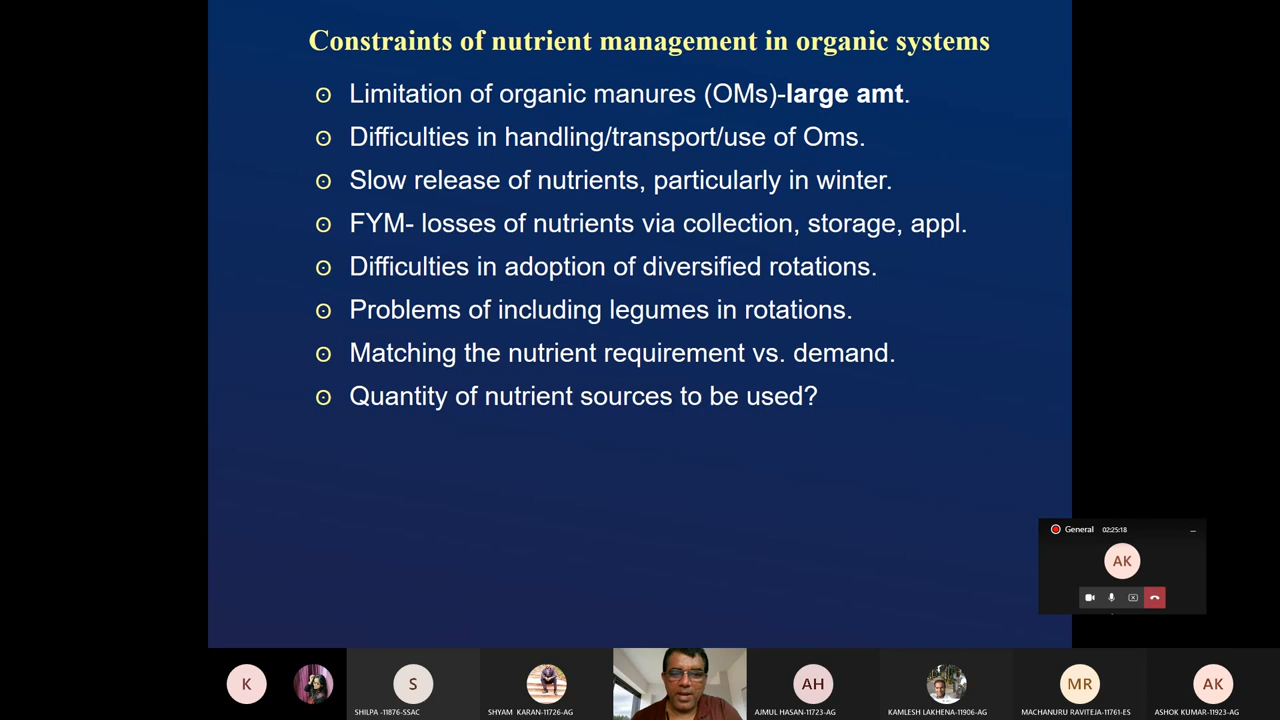 Constraints of nutrient management in organic systems
Limitation of organic manures (OMs)-large amt.
Difficulties in handling/transport/use of Oms.
Slow release of nutrients, particularly in winter.
FYM- losses of nutrients via collection, storage, appl.
Difficulties in adoption of diversified rotations.
Problems of including legumes in rotations.
Matching the nutrient requirement vs. demand.
Quantity of nutrient sources to be used?
General 02:25:18
AK
K
S
AH
MR
AK
SHILPA -11876-SSAC
SHYAM KARAN-11726-AG
AJMUL HASAN-11723-AG
KAMLESH LAKHENA-11906-AG
MACHANURU RAVITEJA-11761-ES
ASHOK KUMAR-11923-AG